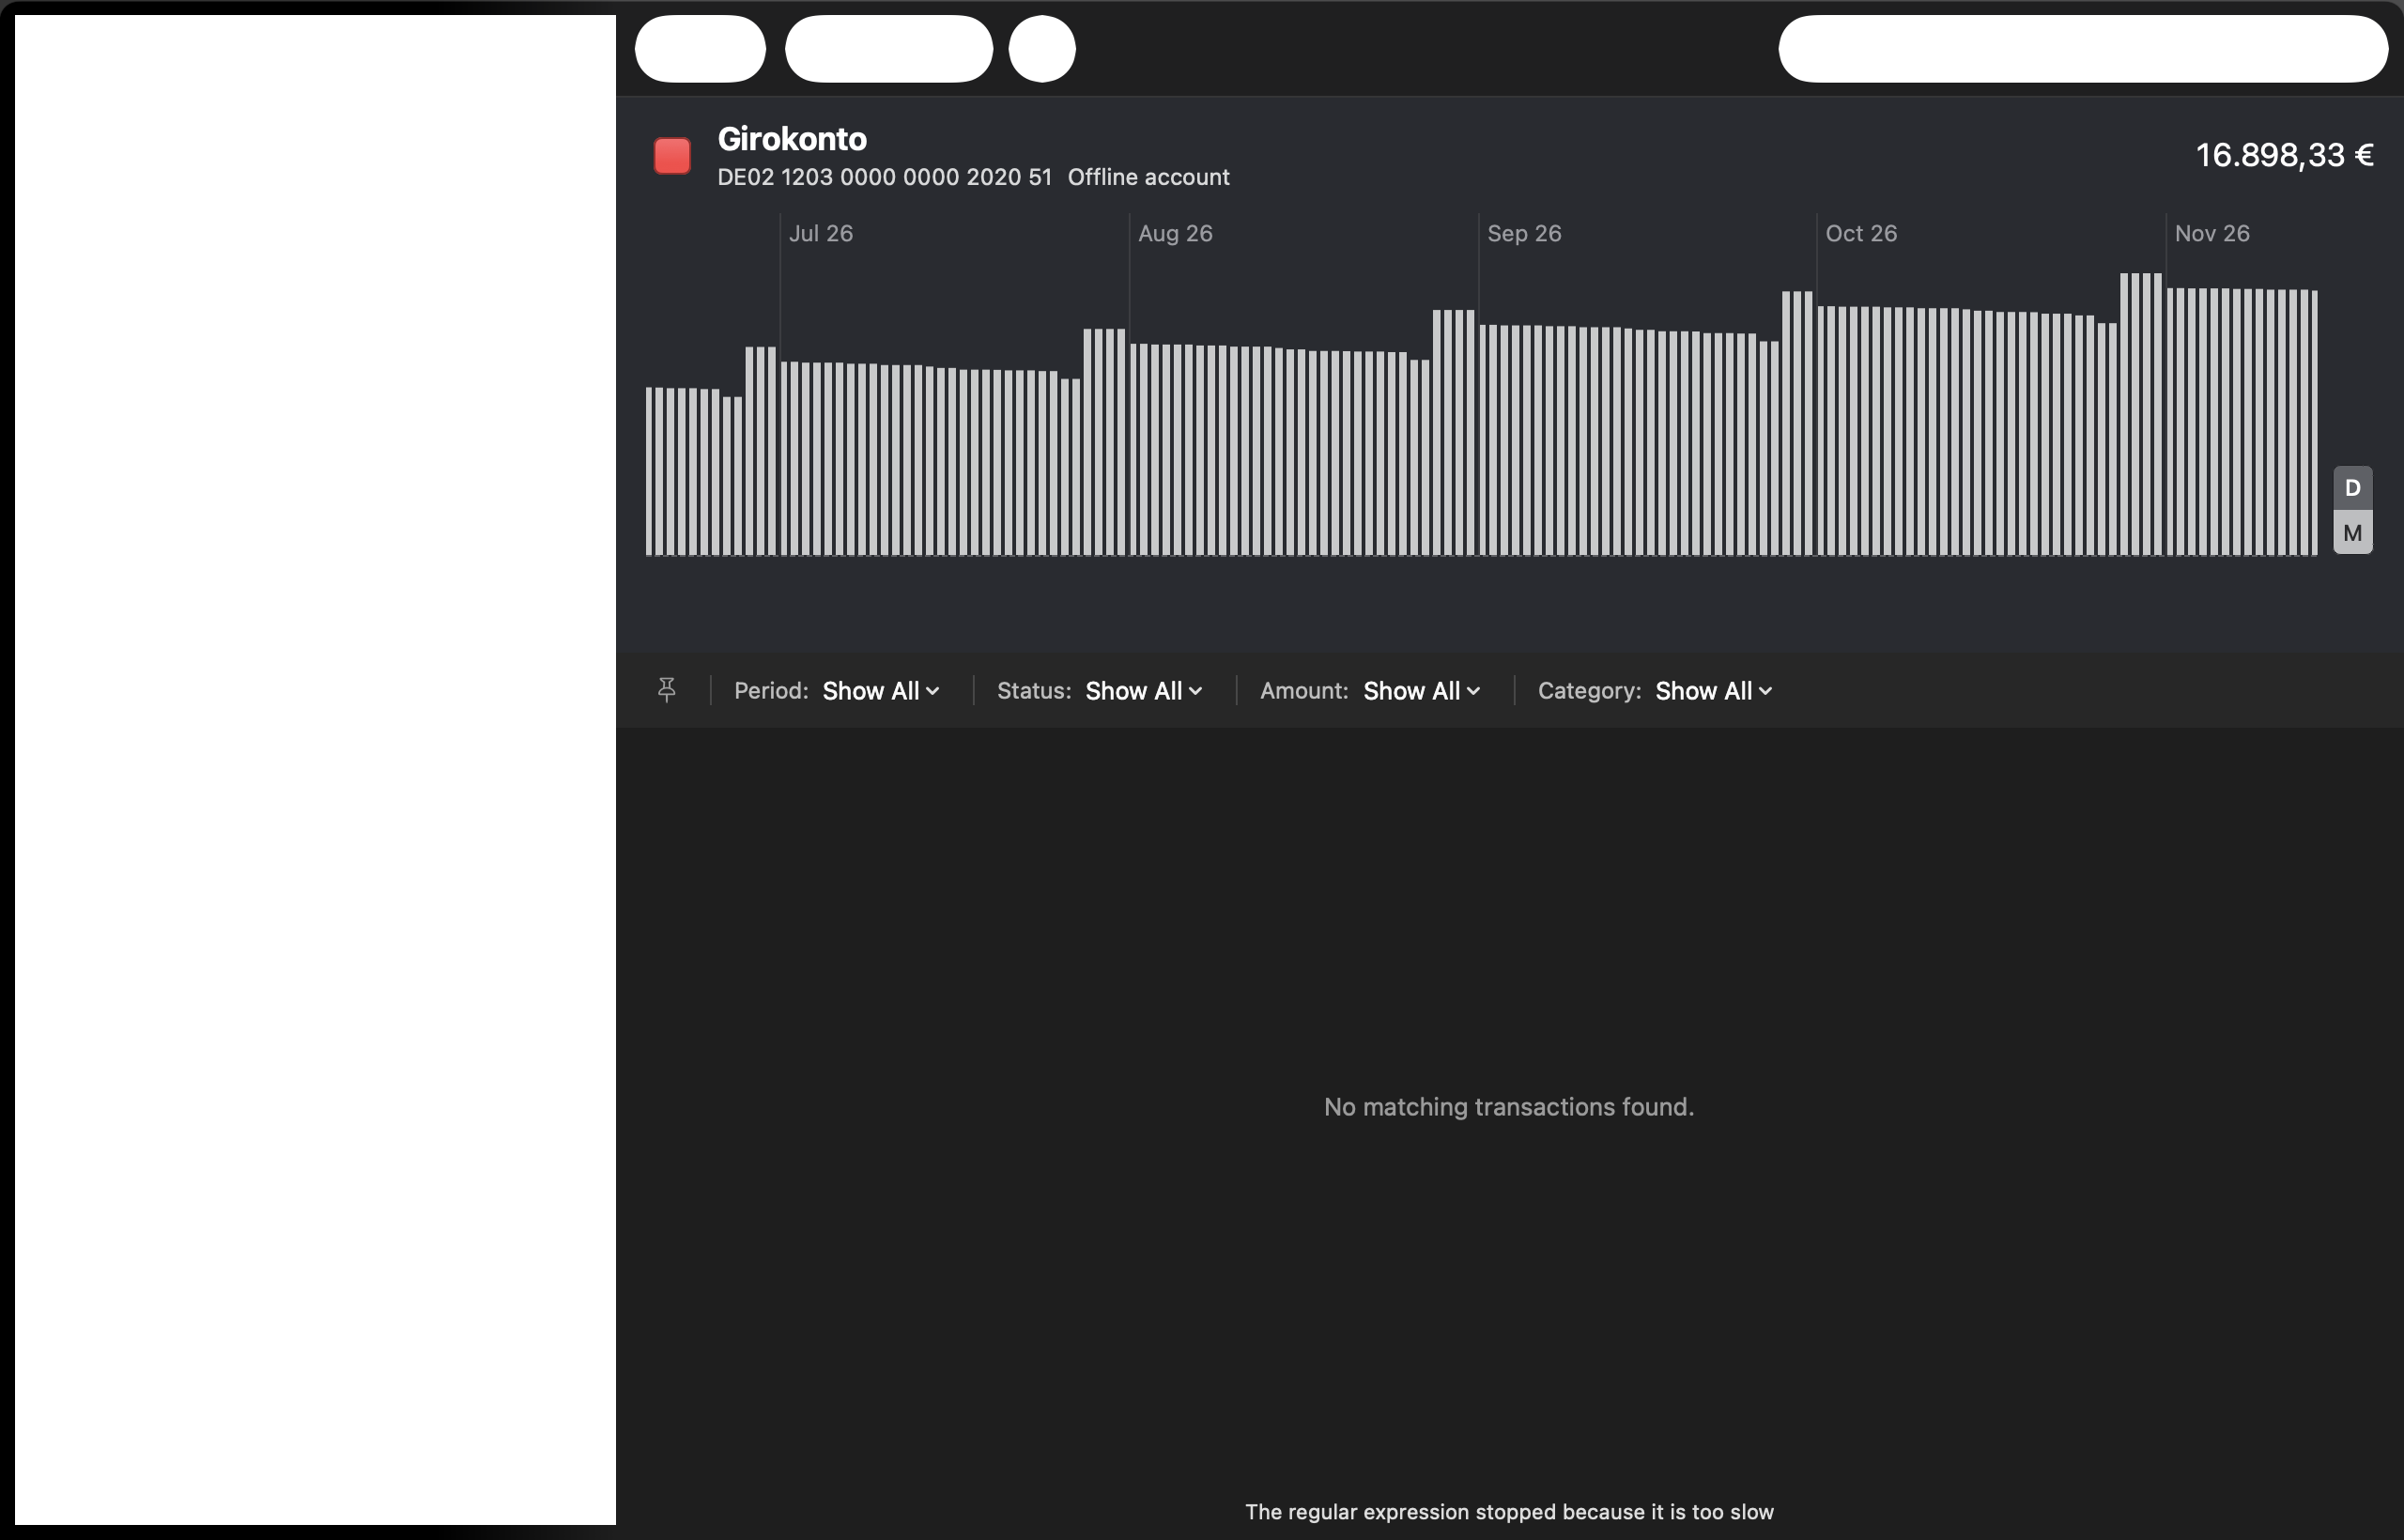 Girokonto
16.898,33 €
DE02 1203 0000 0000 2020 51 Offline account
Jul 26 Aug 26 Sep 26 Oct 26 Nov 26
D
M
Period: Show All Status: Show All Amount: Show All Category: Show All
No matching transactions found.
The regular expression stopped because it is too slow